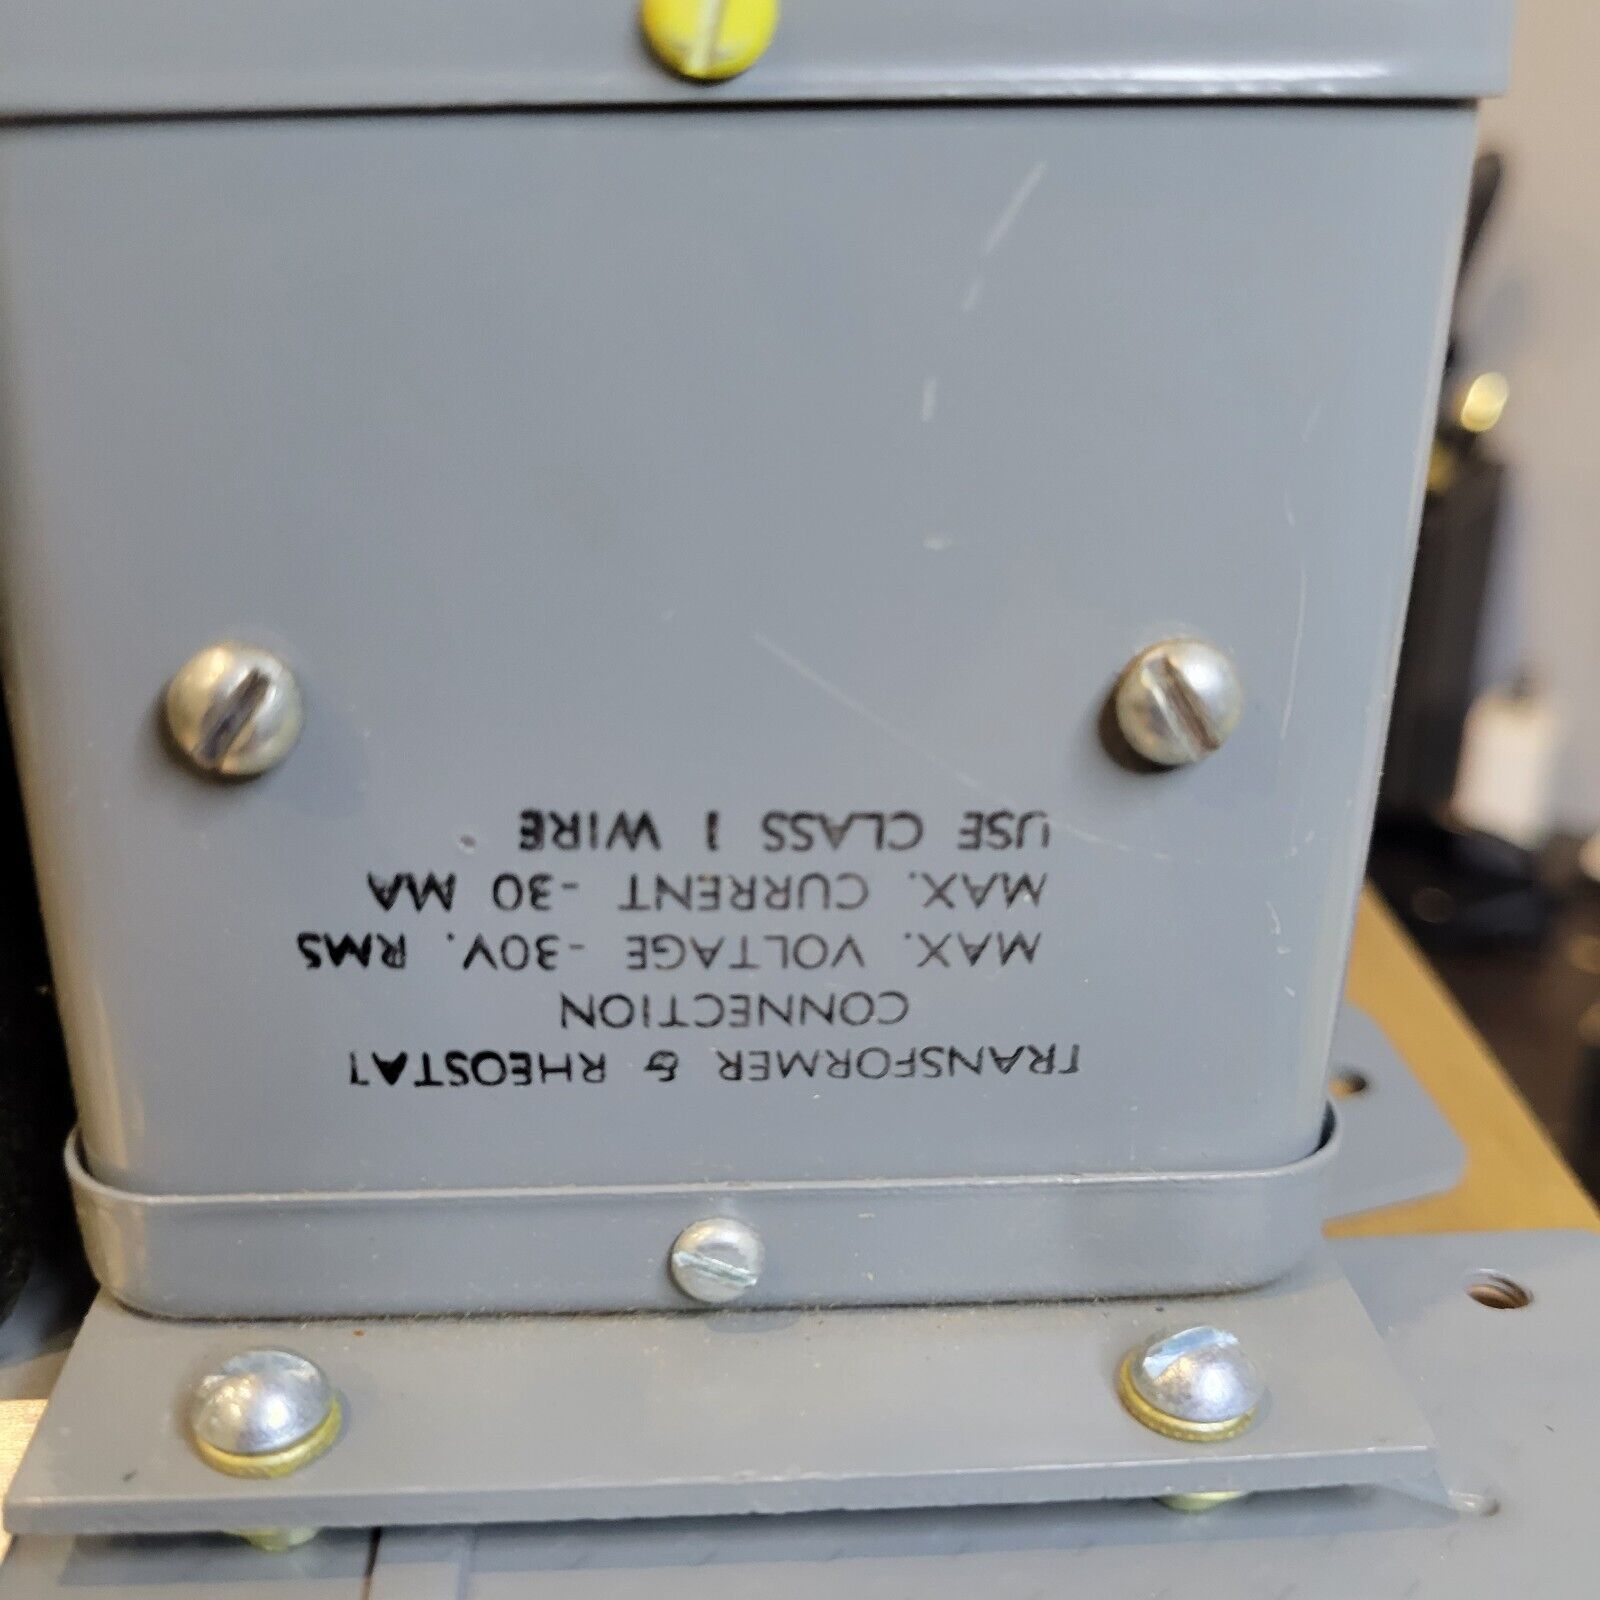 TRANSFORMER & RHEOSTAT
CONNECTION
MAX. VOLTAGE -30V. RMS
MAX. CURRENT -30 MA
USE CLASS 1 WIRE